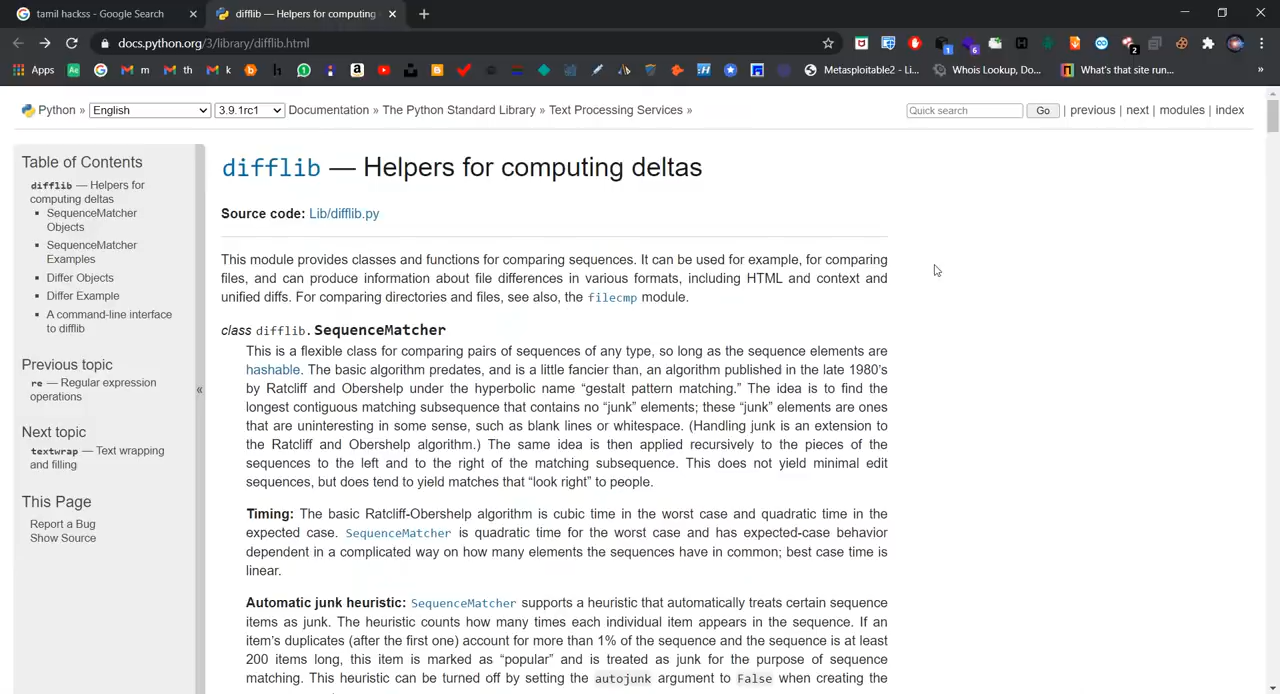 tamil hackss - Google Search
difflib — Helpers for computing
docs.python.org/3/library/difflib.html
1
6
2
Apps
m
th
k
Metasploitable2 - Li...
Whois Lookup, Do...
What's that site run...
»
Python » English 3.9.1rc1 Documentation » The Python Standard Library » Text Processing Services »
Quick search Go | previous | next | modules | index
Table of Contents
difflib — Helpers for
computing deltas
SequenceMatcher
Objects
SequenceMatcher
Examples
Differ Objects
Differ Example
A command-line interface
to difflib
Previous topic
re — Regular expression
operations
Next topic
textwrap — Text wrapping
and filling
This Page
Report a Bug
Show Source
«
difflib — Helpers for computing deltas
Source code: Lib/difflib.py
This module provides classes and functions for comparing sequences. It can be used for example, for comparing
files, and can produce information about file differences in various formats, including HTML and context and
unified diffs. For comparing directories and files, see also, the filecmp module.
class difflib.SequenceMatcher
This is a flexible class for comparing pairs of sequences of any type, so long as the sequence elements are
hashable. The basic algorithm predates, and is a little fancier than, an algorithm published in the late 1980's
by Ratcliff and Obershelp under the hyperbolic name “gestalt pattern matching.” The idea is to find the
longest contiguous matching subsequence that contains no “junk” elements; these “junk” elements are ones
that are uninteresting in some sense, such as blank lines or whitespace. (Handling junk is an extension to
the Ratcliff and Obershelp algorithm.) The same idea is then applied recursively to the pieces of the
sequences to the left and to the right of the matching subsequence. This does not yield minimal edit
sequences, but does tend to yield matches that “look right” to people.
Timing: The basic Ratcliff-Obershelp algorithm is cubic time in the worst case and quadratic time in the
expected case. SequenceMatcher is quadratic time for the worst case and has expected-case behavior
dependent in a complicated way on how many elements the sequences have in common; best case time is
linear.
Automatic junk heuristic: SequenceMatcher supports a heuristic that automatically treats certain sequence
items as junk. The heuristic counts how many times each individual item appears in the sequence. If an
item's duplicates (after the first one) account for more than 1% of the sequence and the sequence is at least
200 items long, this item is marked as “popular” and is treated as junk for the purpose of sequence
matching. This heuristic can be turned off by setting the autojunk argument to False when creating the